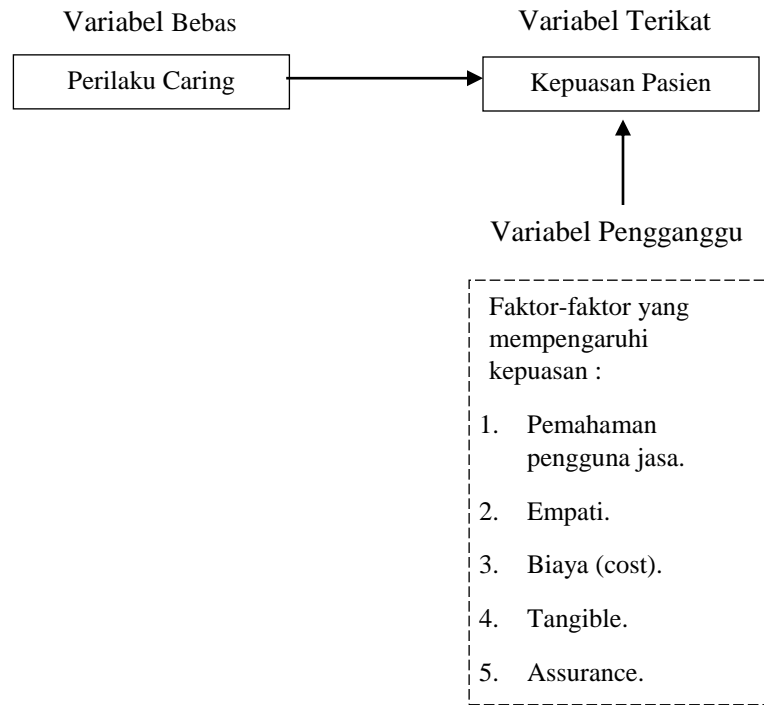 Variabel Bebas
Variabel Terikat
Perilaku Caring
Kepuasan Pasien
Variabel Pengganggu
Faktor-faktor yang
mempengaruhi
kepuasan :
1. Pemahaman
pengguna jasa.
2. Empati.
3. Biaya (cost).
4. Tangible.
5. Assurance.